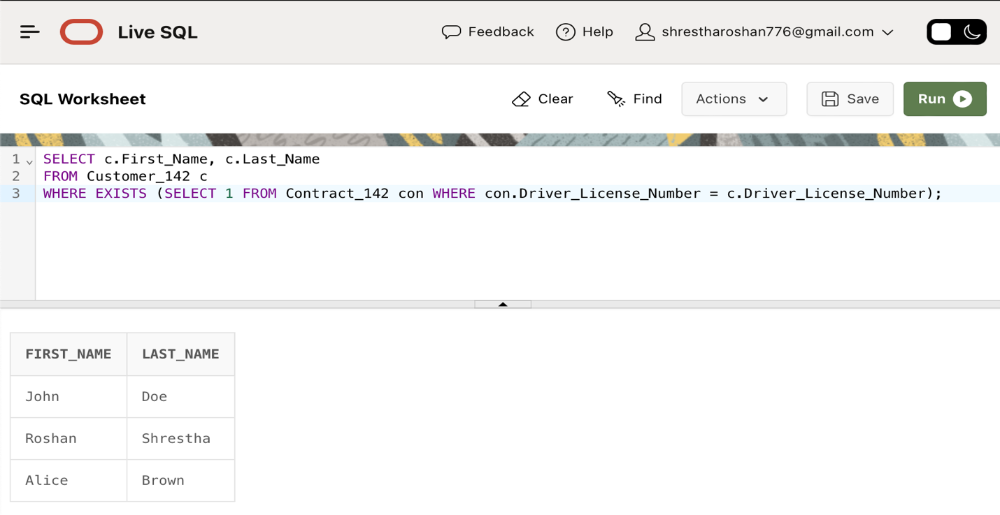 Live SQL Feedback Help shrestharoshan776@gmail.com
SQL Worksheet Clear Find Actions Save Run
1 SELECT c.First_Name, c.Last_Name
2 FROM Customer_142 c
3 WHERE EXISTS (SELECT 1 FROM Contract_142 con WHERE con.Driver_License_Number = c.Driver_License_Number);
FIRST_NAME LAST_NAME
John Doe
Roshan Shrestha
Alice Brown